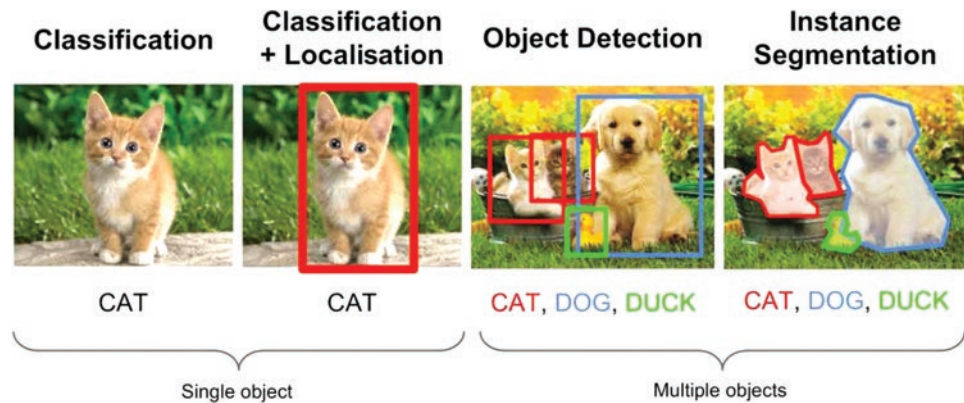 Classification
Classification
+ Localisation
Object Detection
Instance
Segmentation
CAT
CAT
CAT, DOG, DUCK
CAT, DOG, DUCK
Single object
Multiple objects